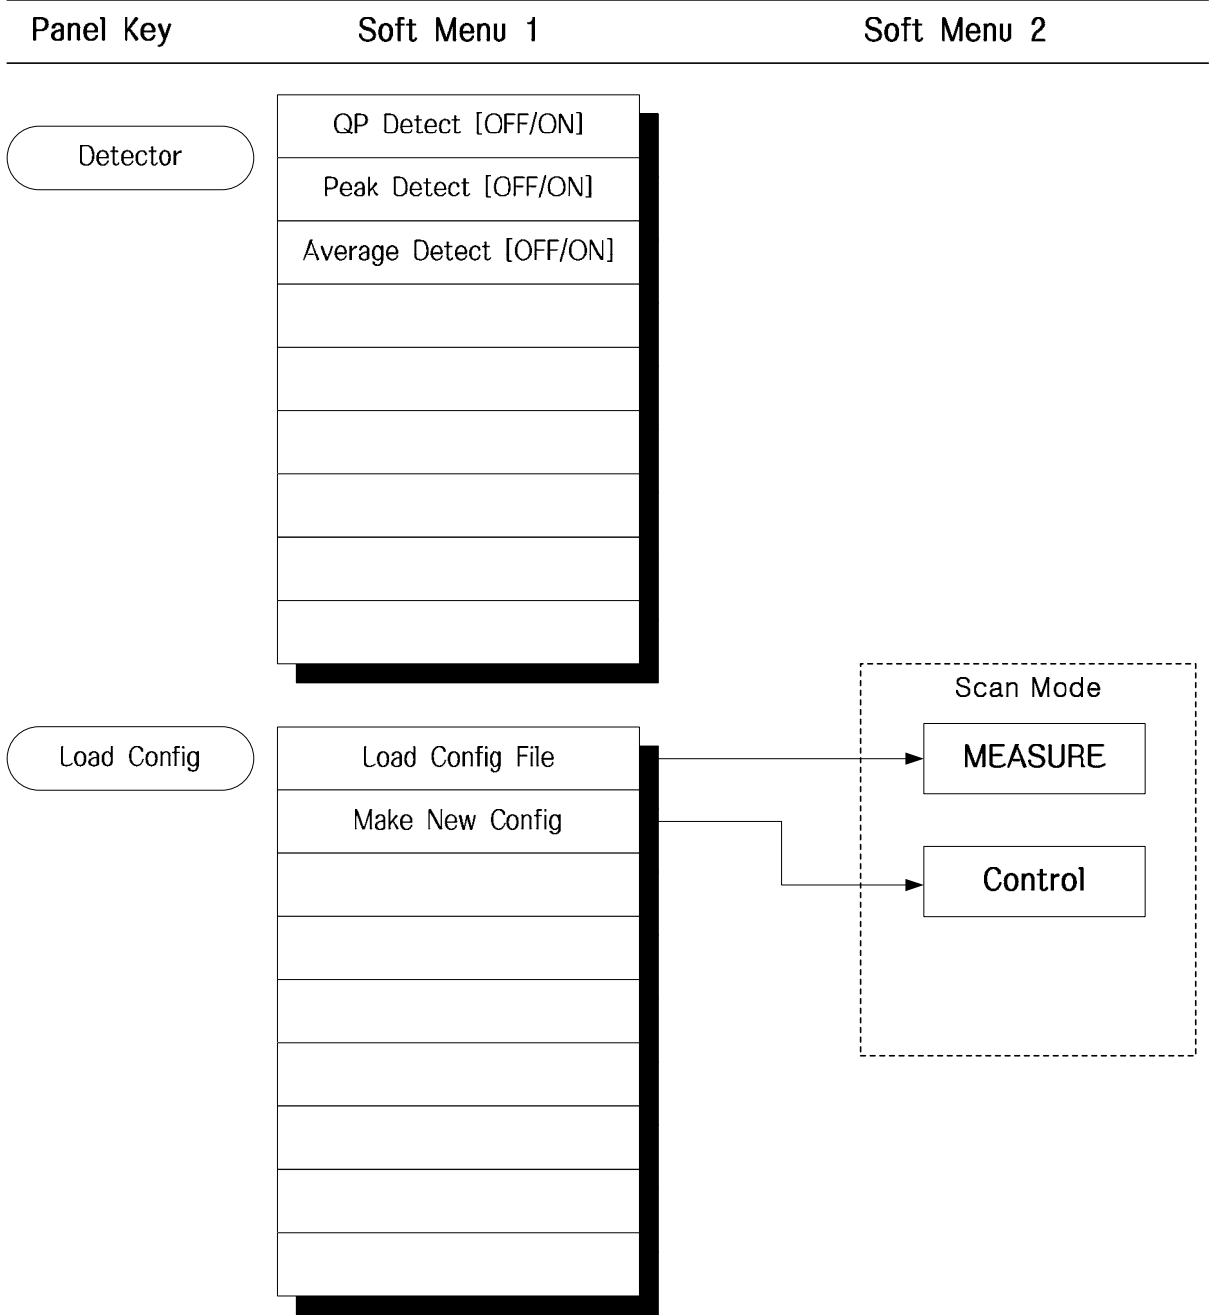 Panel Key Soft Menu 1 Soft Menu 2
Detector
QP Detect [OFF/ON]
Peak Detect [OFF/ON]
Average Detect [OFF/ON]
Load Config
Load Config File
Make New Config
Scan Mode
MEASURE
Control